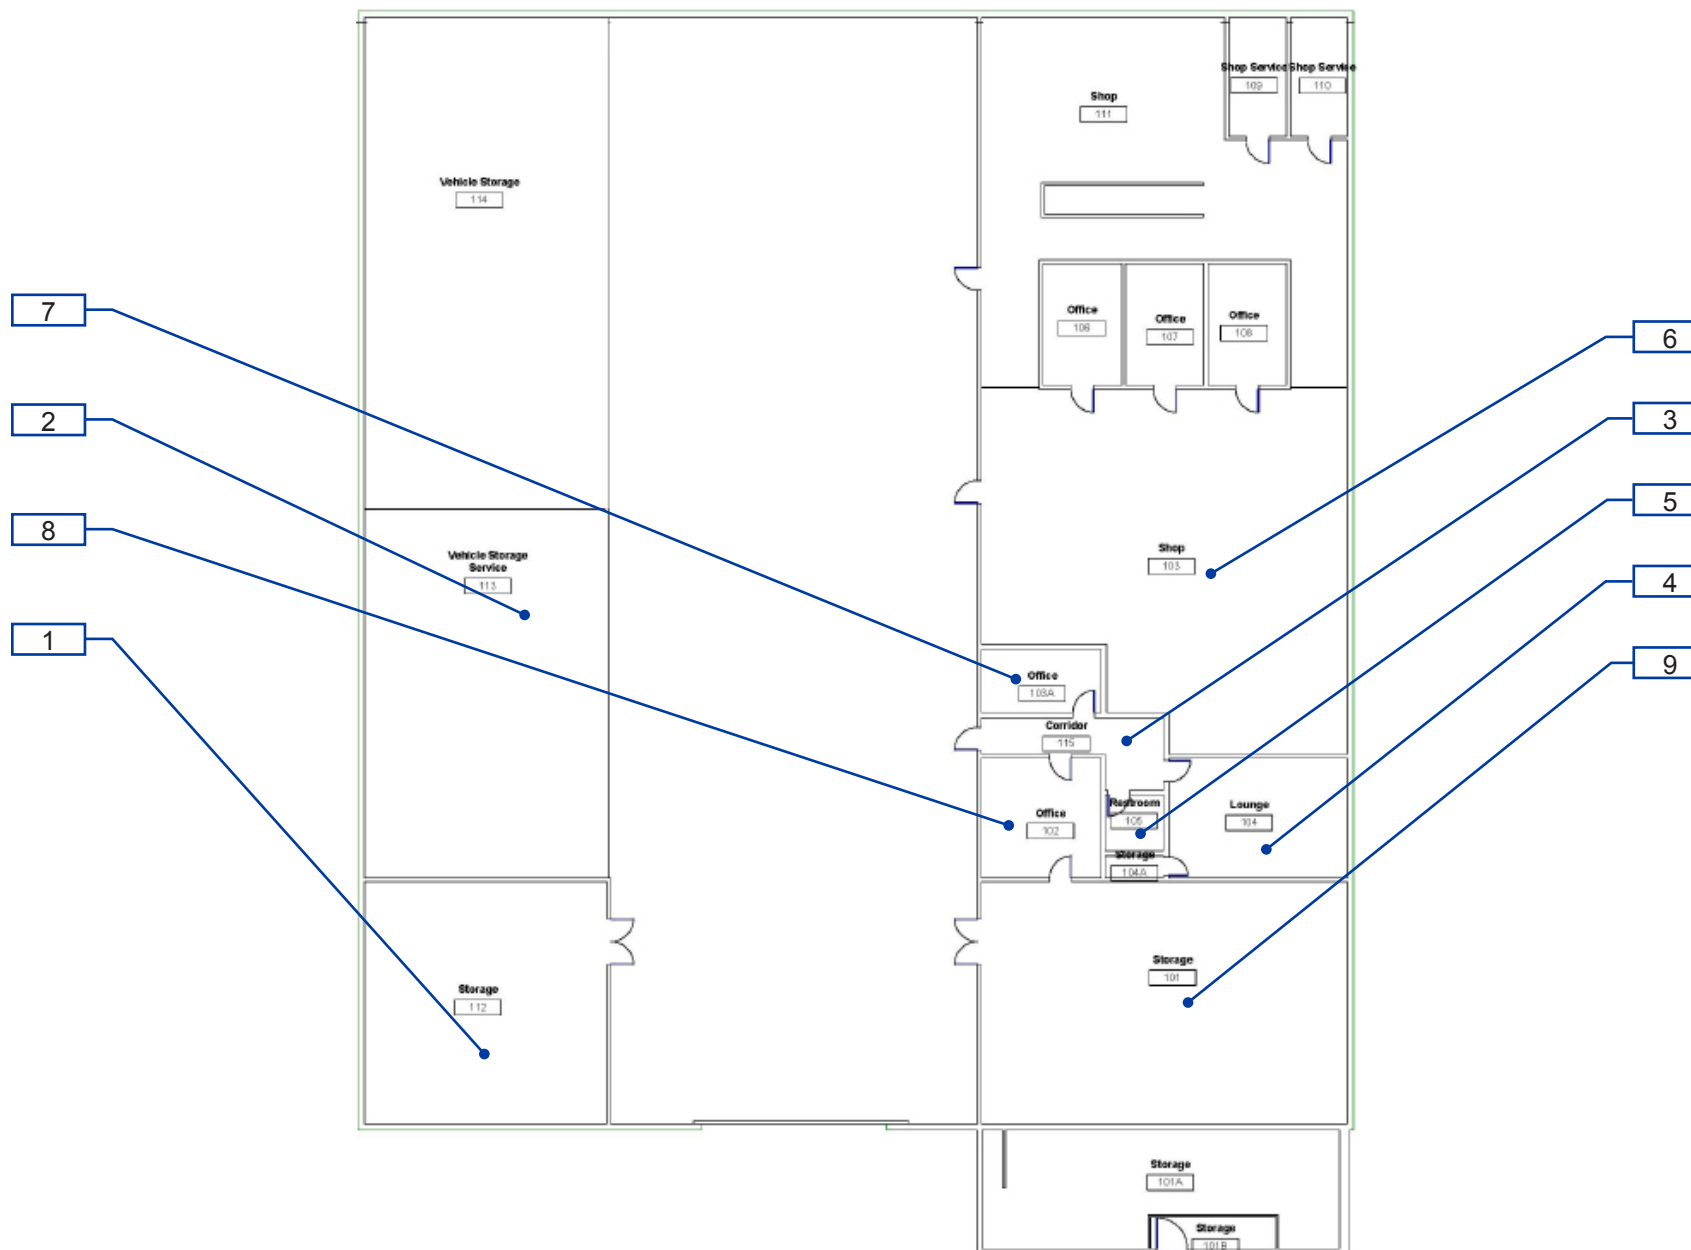 Shop Service
109
Shop Service
110
Shop
111
Vehicle Storage
114
7
Office
106
Office
107
Office
108
6
2
3
5
8
Vehicle Storage
Service
113
Shop
103
4
1
9
Office
103A
Corridor
115
Restroom
105
Lounge
104
Office
102
Storage
104A
Storage
101
Storage
112
Storage
101A
Storage
101B